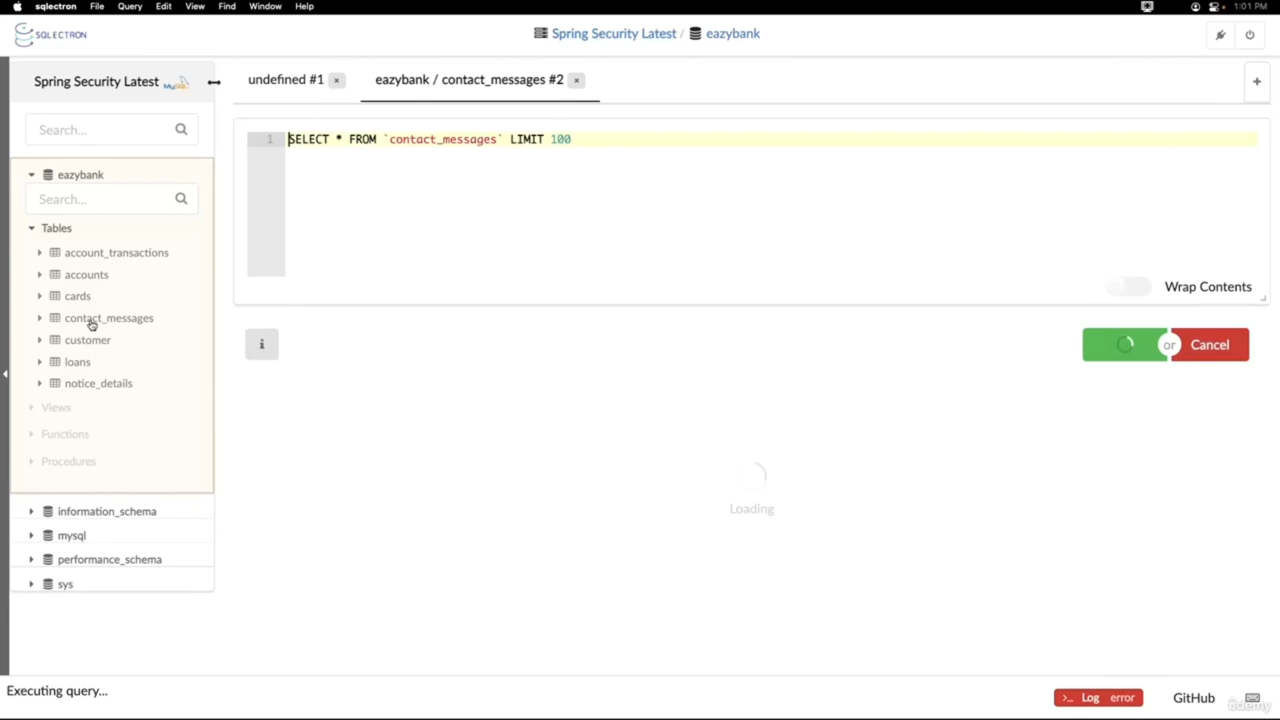 sqlectron File Query Edit View Find Window Help 1:01 PM
SQLECTRON Spring Security Latest / eazybank
Spring Security Latest MySQL
undefined #1 × eazybank / contact_messages #2 × +
Search...
1 SELECT * FROM `contact_messages` LIMIT 100
eazybank
Search...
Tables
account_transactions
accounts
cards
contact_messages
customer
loans
notice_details
Views
Functions
Procedures
information_schema
mysql
performance_schema
sys
Wrap Contents
i or Cancel
Loading
Executing query... >_ Log error GitHub
udemy